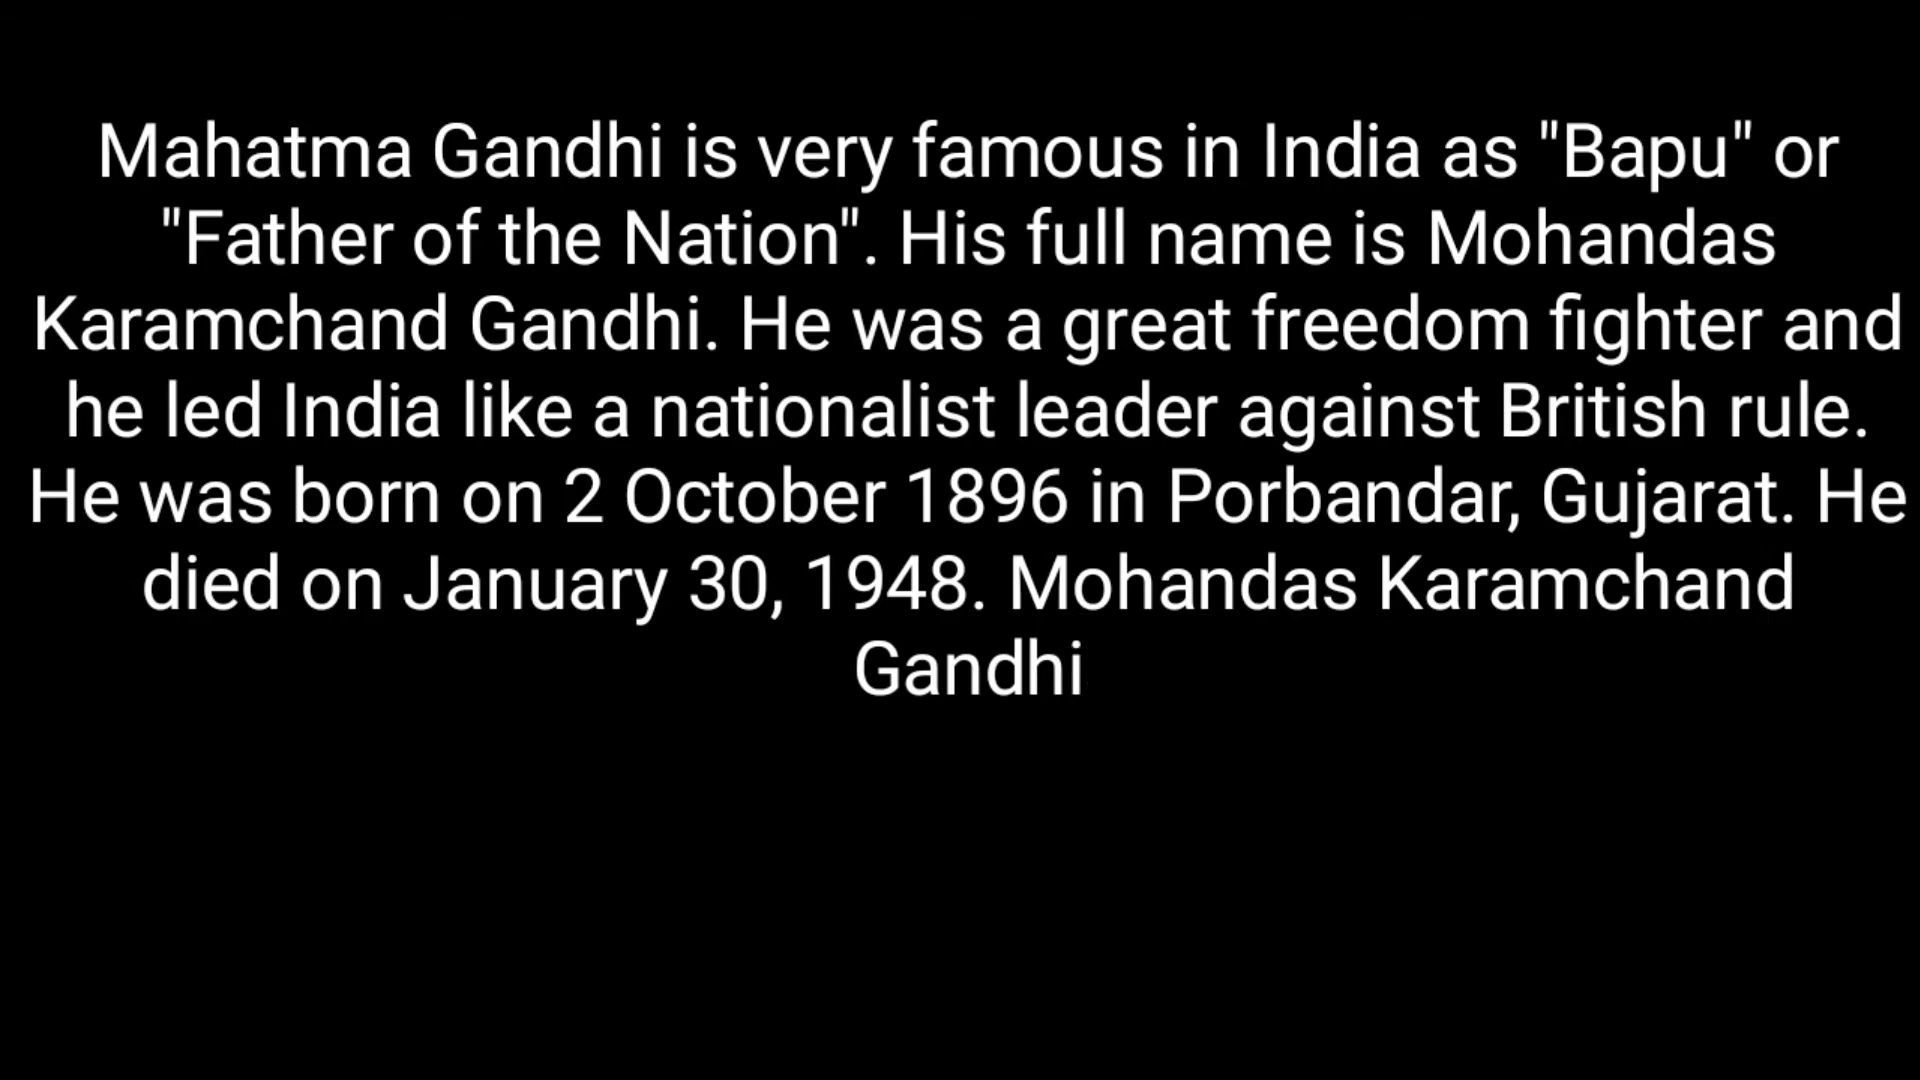 Mahatma Gandhi is very famous in India as "Bapu" or
"Father of the Nation". His full name is Mohandas
Karamchand Gandhi. He was a great freedom fighter and
he led India like a nationalist leader against British rule.
He was born on 2 October 1896 in Porbandar, Gujarat. He
died on January 30, 1948. Mohandas Karamchand
Gandhi